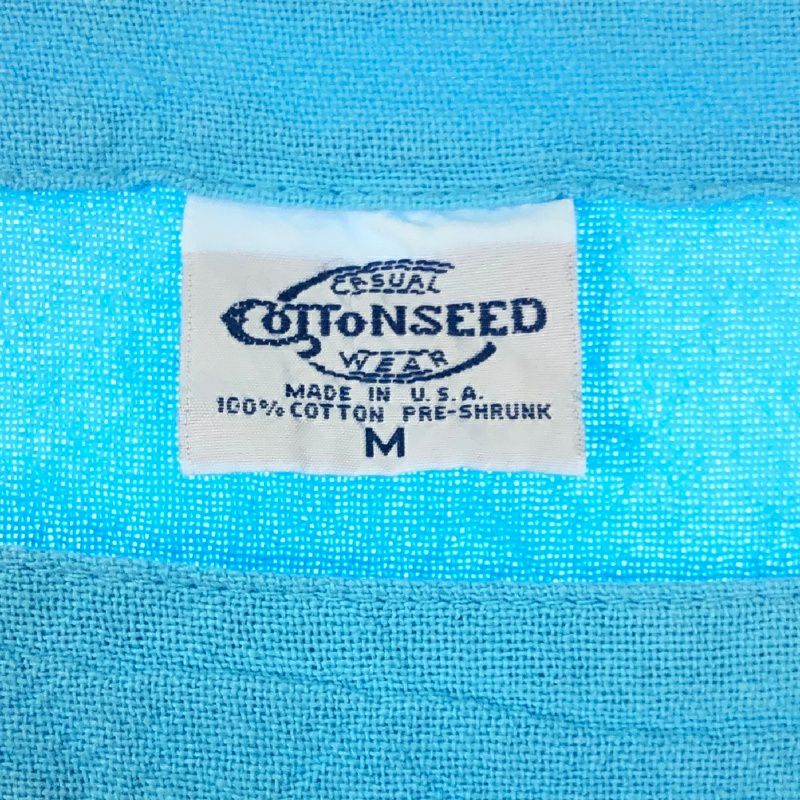 CASUAL
COTTONSEED
WEAR
MADE IN U.S.A.
100% COTTON PRE-SHRUNK
M